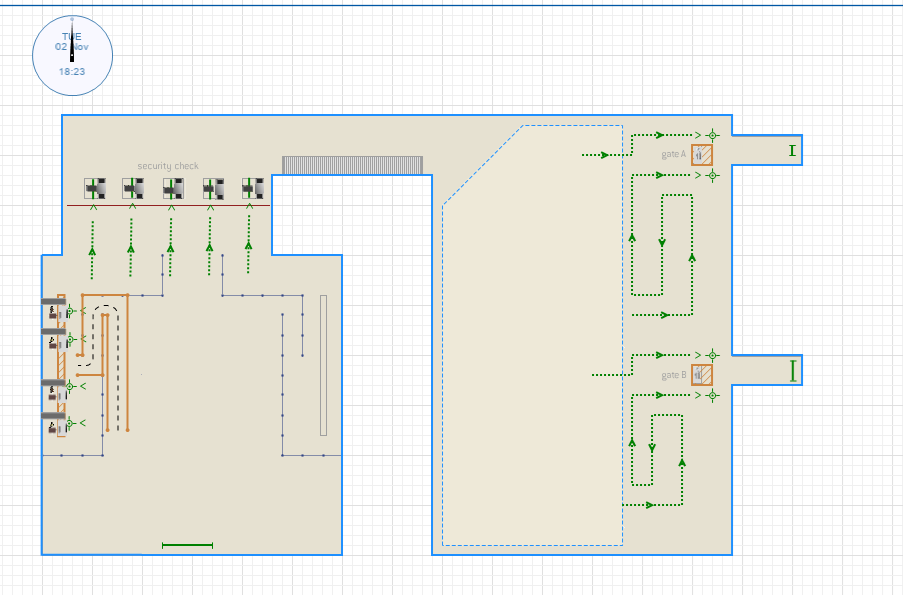 TUE
02 Nov
18:23
security check
gate A
gate B